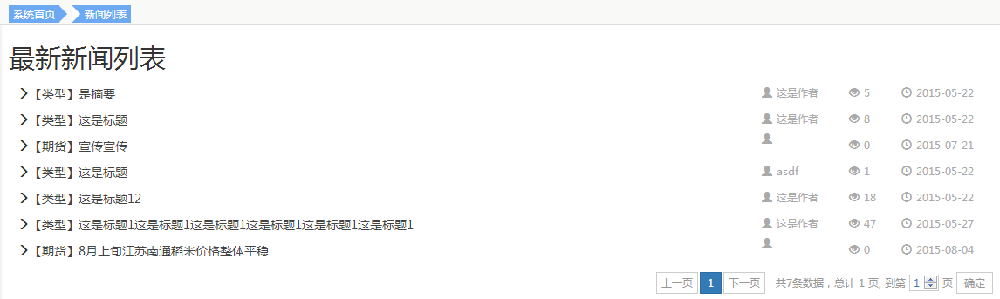 系统首页 新闻列表
最新新闻列表
【类型】是摘要 这是作者 5 2015-05-22
【类型】这是标题 这是作者 8 2015-05-22
【期货】宣传宣传 0 2015-07-21
【类型】这是标题 asdf 1 2015-05-22
【类型】这是标题12 这是作者 18 2015-05-22
【类型】这是标题1这是标题1这是标题1这是标题1这是标题1这是标题1 这是作者 47 2015-05-27
【期货】8月上旬江苏南通稻米价格整体平稳 0 2015-08-04
上一页 1 下一页 共7条数据，总计 1 页, 到第 1 页 确定